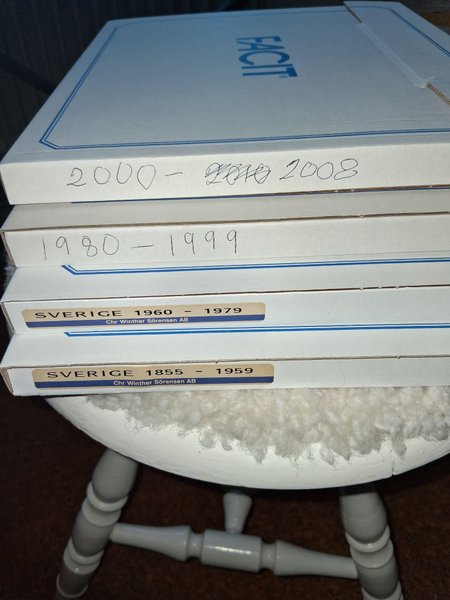 FACIT
2000 - 2010 2008
1980 - 1999
SVERIGE 1960 - 1979
Chr Winther Sörensen AB
SVERIGE 1855 - 1959
Chr Winther Sörensen AB